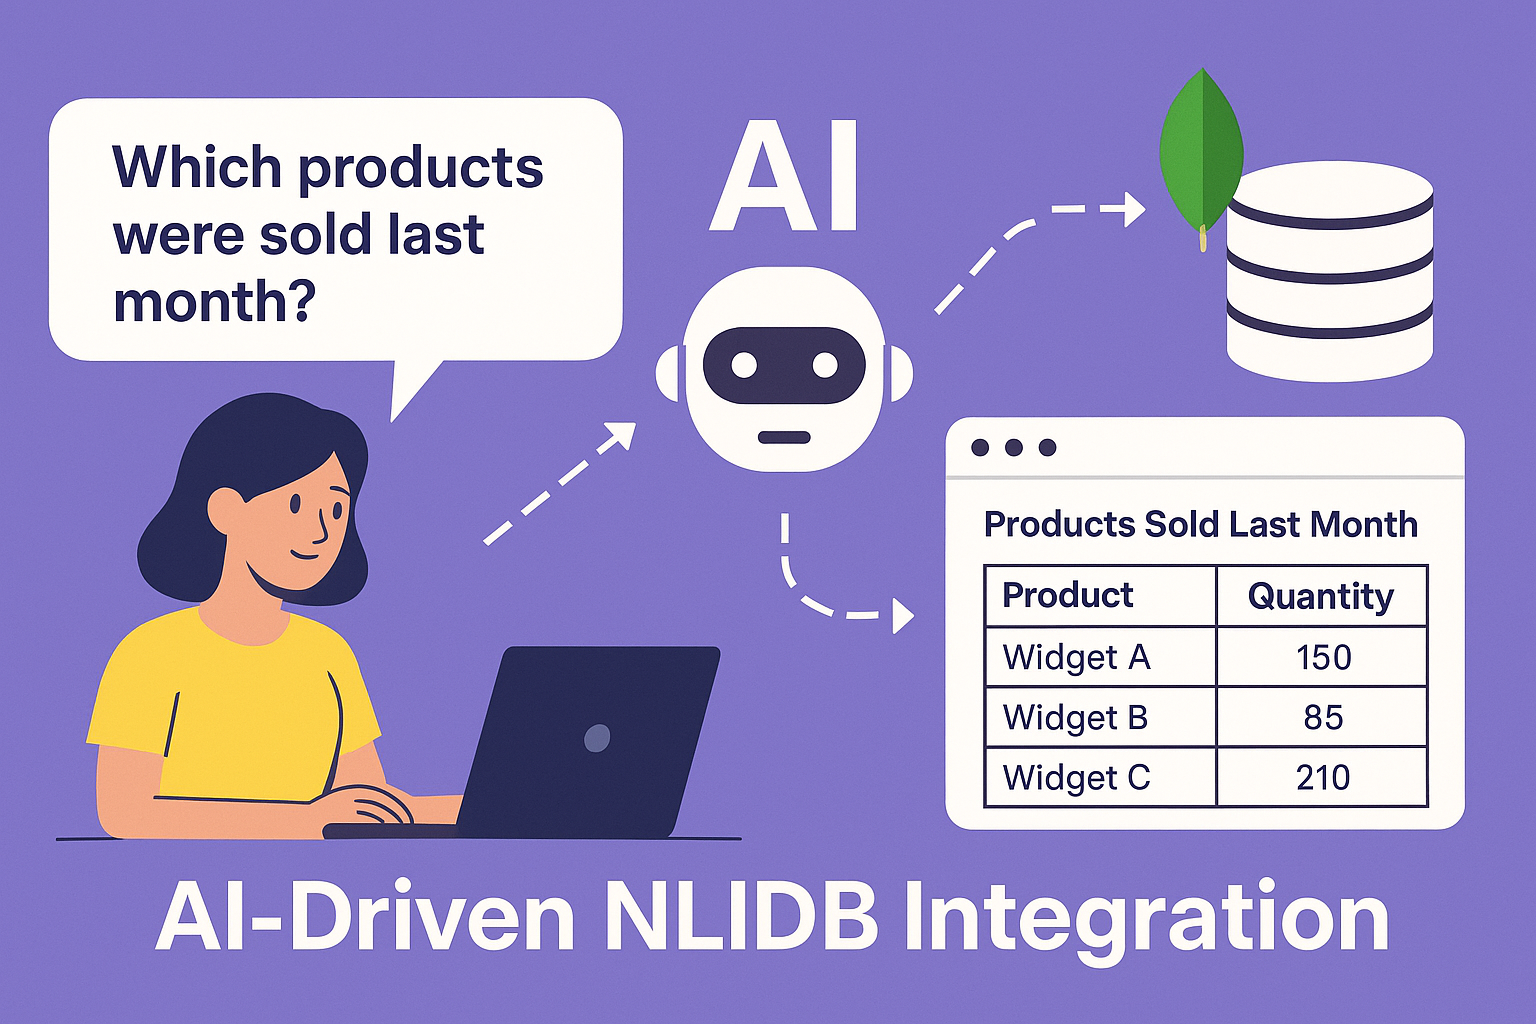 Which products
were sold last
month?
AI
Products Sold Last Month
Product Quantity
Widget A 150
Widget B 85
Widget C 210
AI-Driven NLIDB Integration